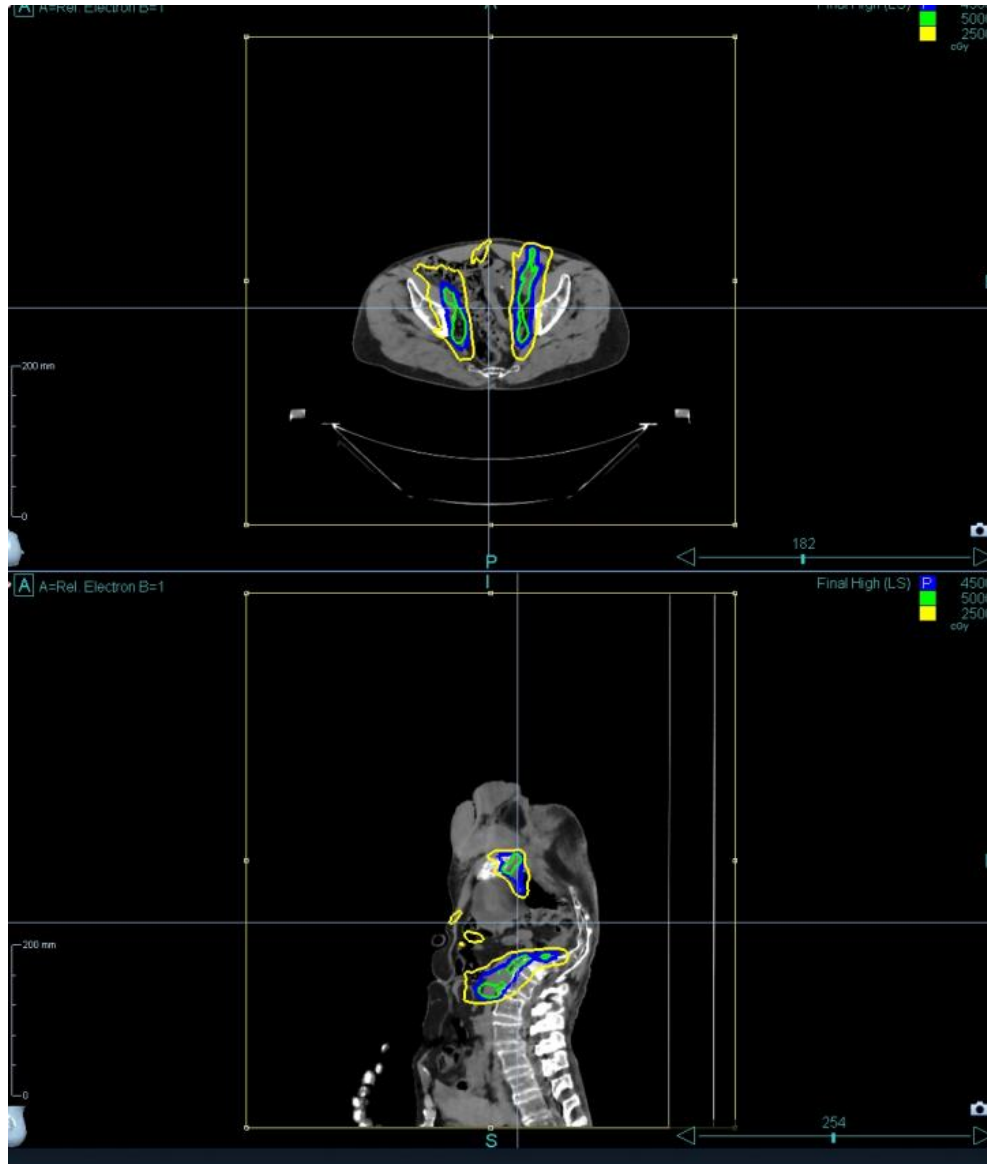 A A=Rel. Electron B=1
Final High (LS) P 4500
5000
2500
cGy
200 mm
0
182
P
I
A A=Rel. Electron B=1
Final High (LS) P 4500
5000
2500
cGy
200 mm
0
254
S